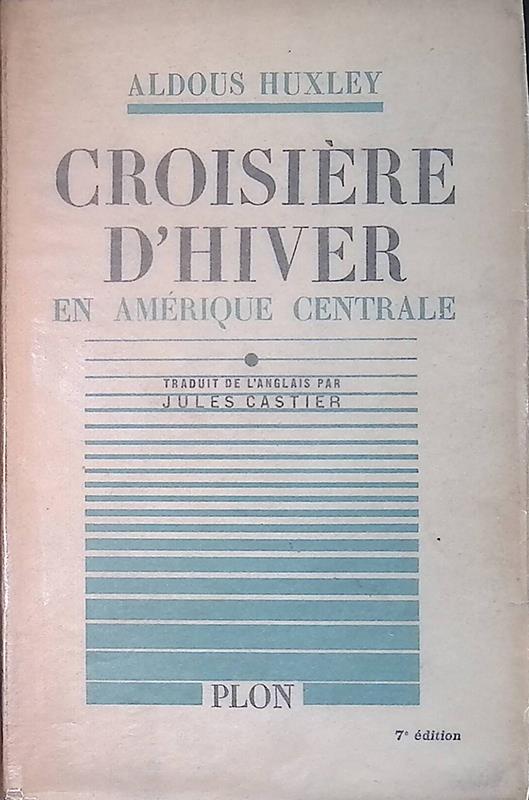 ALDOUS HUXLEY
CROISIÈRE
D'HIVER
EN AMÉRIQUE CENTRALE
TRADUIT DE L'ANGLAIS PAR
JULES CASTIER
PLON
7e édition